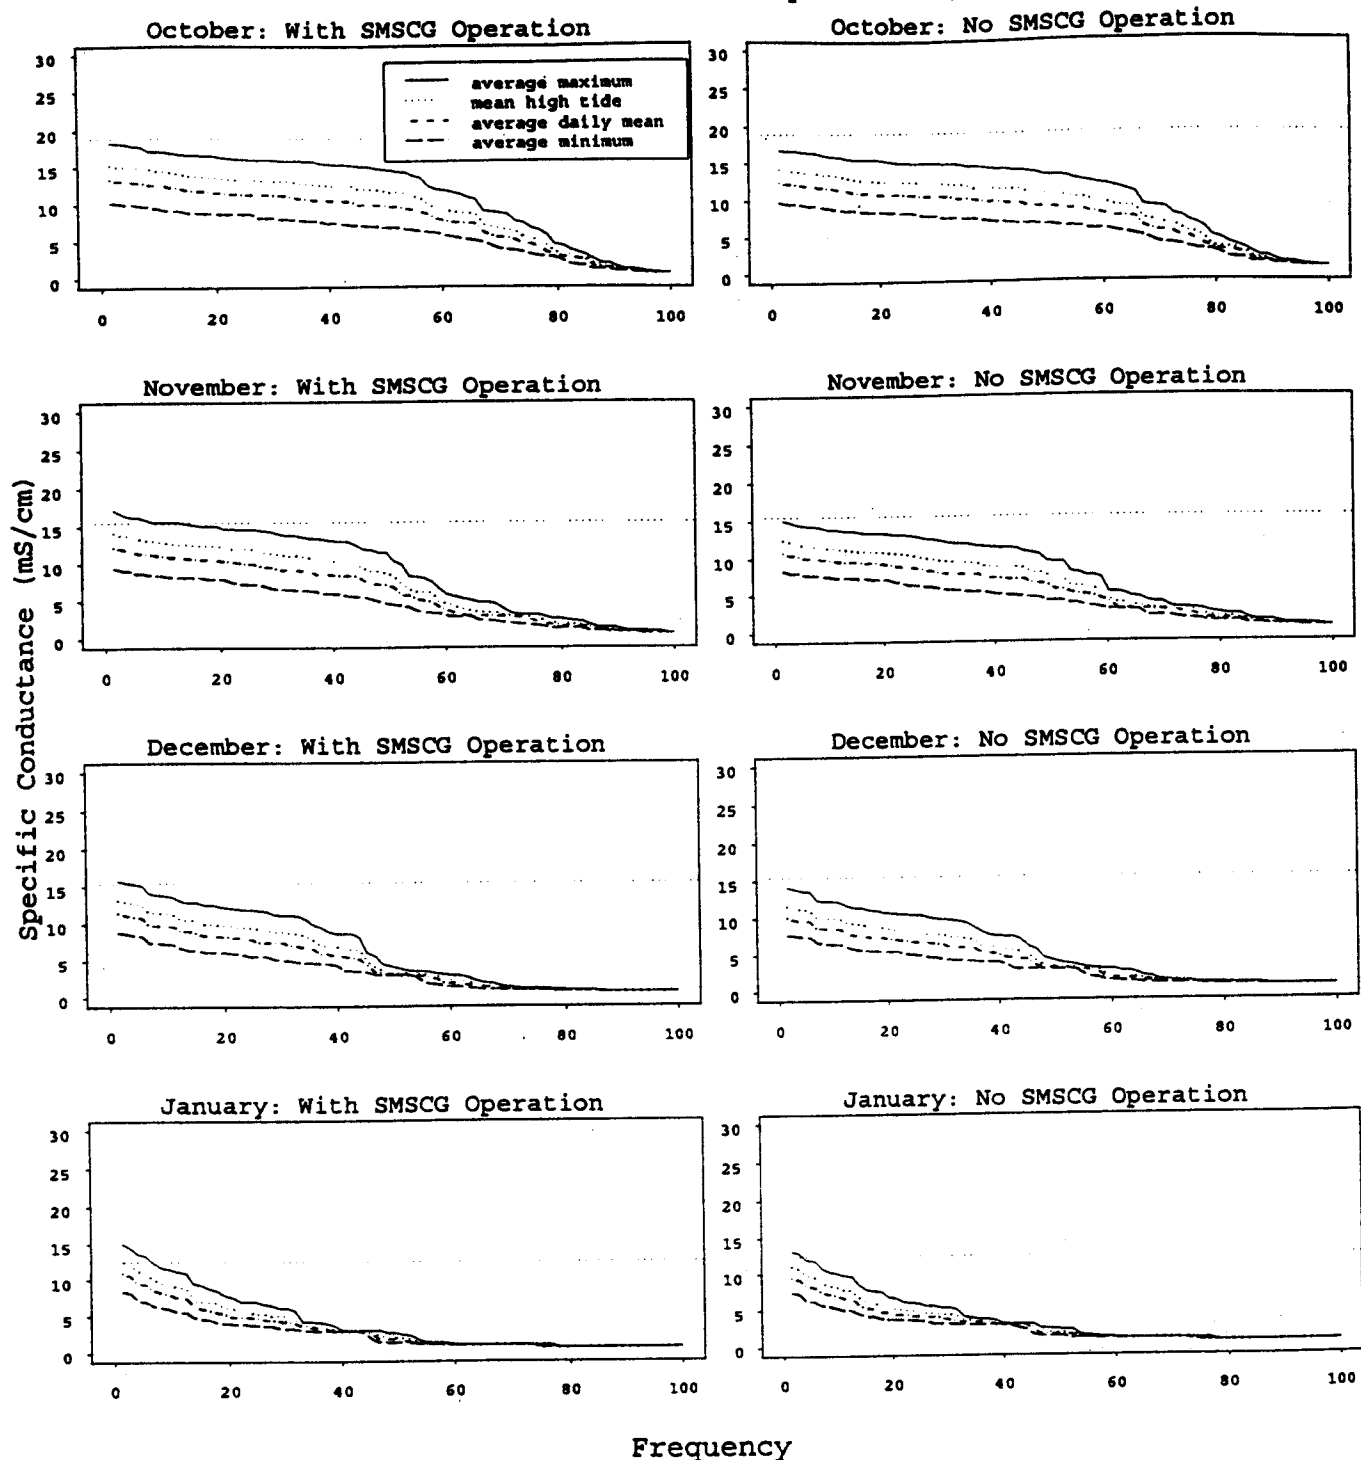 October: With SMSCG Operation
October: No SMSCG Operation
average maximum
mean high tide
average daily mean
average minimum
30
25
20
15
10
5
0
0 20 40 60 80 100
30
25
20
15
10
5
0
0 20 40 60 80 100
November: With SMSCG Operation
November: No SMSCG Operation
30
25
20
15
10
5
0
0 20 40 60 80 100
30
25
20
15
10
5
0
0 20 40 60 80 100
Specific Conductance (mS/cm)
December: With SMSCG Operation
December: No SMSCG Operation
30
25
20
15
10
5
0
0 20 40 60 80 100
30
25
20
15
10
5
0
0 20 40 60 80 100
January: With SMSCG Operation
January: No SMSCG Operation
30
25
20
15
10
5
0
0 20 40 60 80 100
30
25
20
15
10
5
0
0 20 40 60 80 100
Frequency